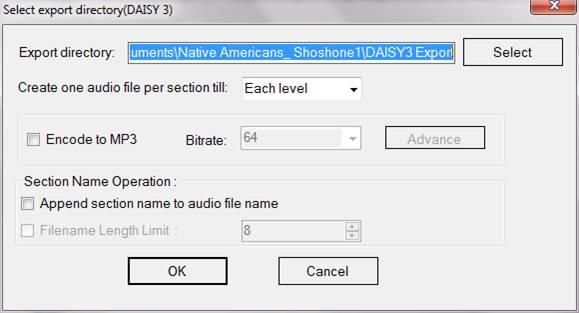 Select export directory(DAISY 3)
Export directory: uments\Native Americans_ Shoshone1\DAISY3 Export Select
Create one audio file per section till: Each level
Encode to MP3 Bitrate: 64 Advance
Section Name Operation :
Append section name to audio file name
Filename Length Limit : 8
OK Cancel